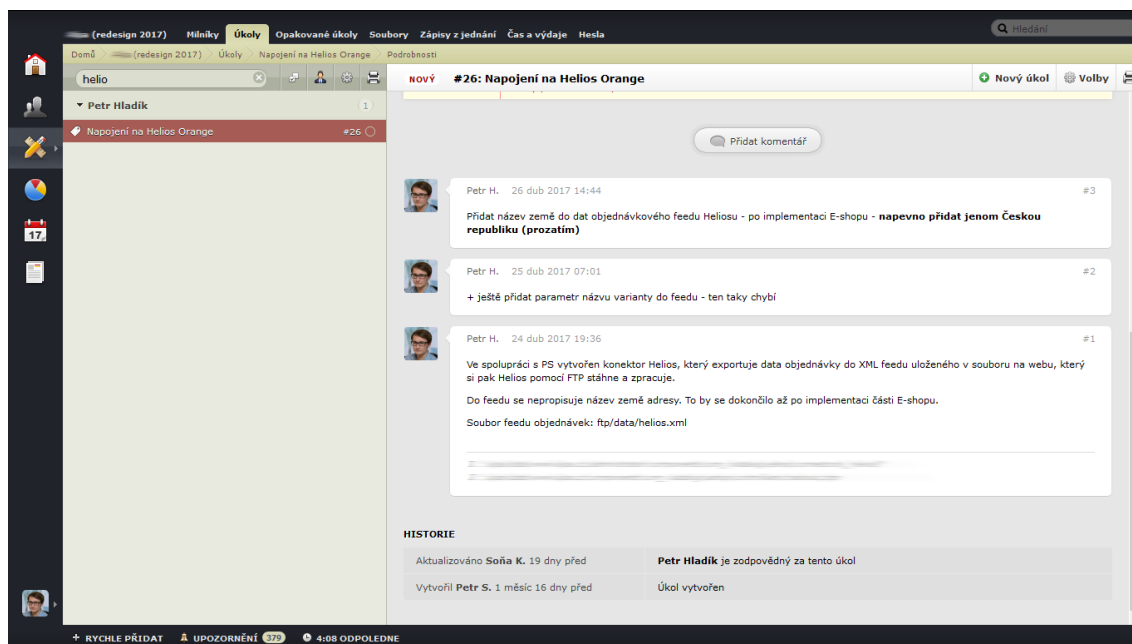 (redesign 2017) Milníky Úkoly Opakované úkoly Soubory Zápisy z jednání Čas a výdaje Hesla
Hledání
Domů (redesign 2017) Úkoly Napojení na Helios Orange Podrobnosti
helio
NOVÝ #26: Napojení na Helios Orange
Nový úkol Volby
Petr Hladík 1
Napojení na Helios Orange #26
Přidat komentář
Petr H. 26 dub 2017 14:44 #3
Přidat název země do dat objednávkového feedu Heliosu - po implementaci E-shopu - napevno přidat jenom Českou
republiku (prozatím)
17
Petr H. 25 dub 2017 07:01 #2
+ ještě přidat parametr názvu varianty do feedu - ten taky chybí
Petr H. 24 dub 2017 19:36 #1
Ve spolupráci s PS vytvořen konektor Helios, který exportuje data objednávky do XML feedu uloženého v souboru na webu, který
si pak Helios pomocí FTP stáhne a zpracuje.
Do feedu se nepropisuje název země adresy. To by se dokončilo až po implementaci části E-shopu.
Soubor feedu objednávek: ftp/data/helios.xml
HISTORIE
Aktualizováno Soňa K. 19 dny před Petr Hladík je zodpovědný za tento úkol
Vytvořil Petr S. 1 měsíc 16 dny před Úkol vytvořen
+ RYCHLE PŘIDAT UPOZORNĚNÍ 379 4:08 ODPOLEDNE